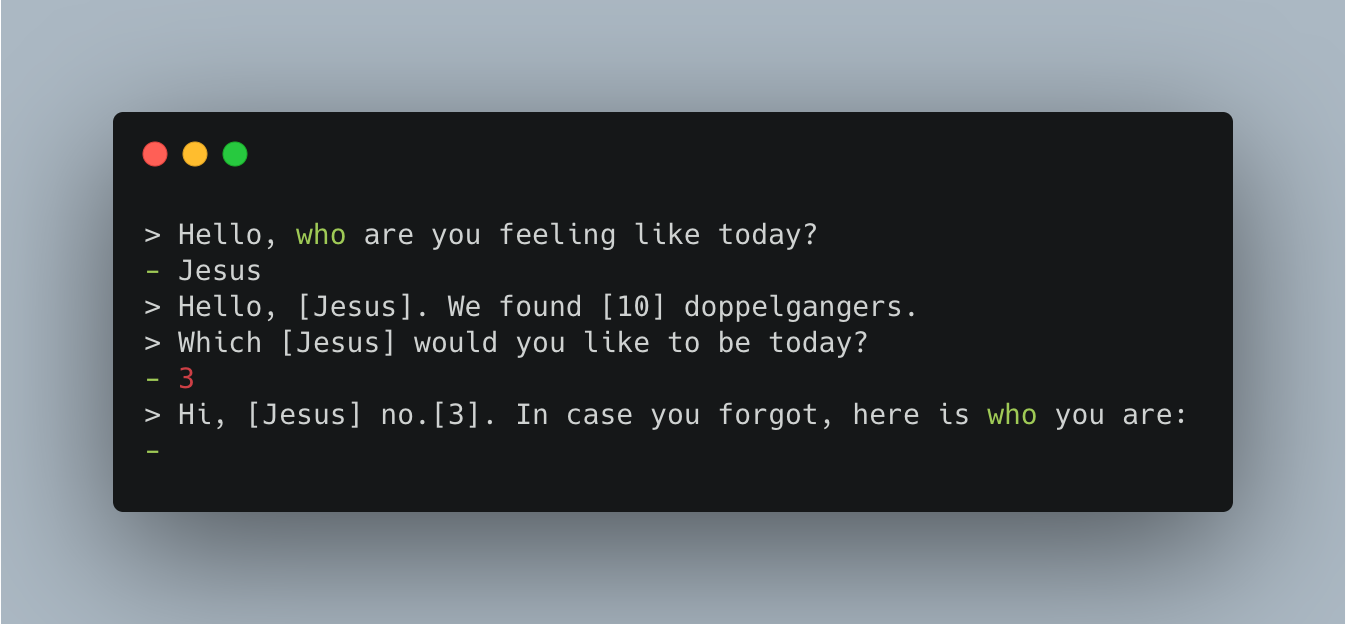 > Hello, who are you feeling like today?
- Jesus
> Hello, [Jesus]. We found [10] doppelgangers.
> Which [Jesus] would you like to be today?
- 3
> Hi, [Jesus] no.[3]. In case you forgot, here is who you are:
-